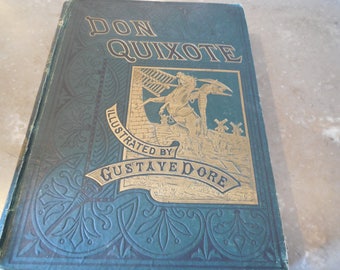 DON
QUIXOTE
ILLUSTRATED BY
GUSTAVE DORE